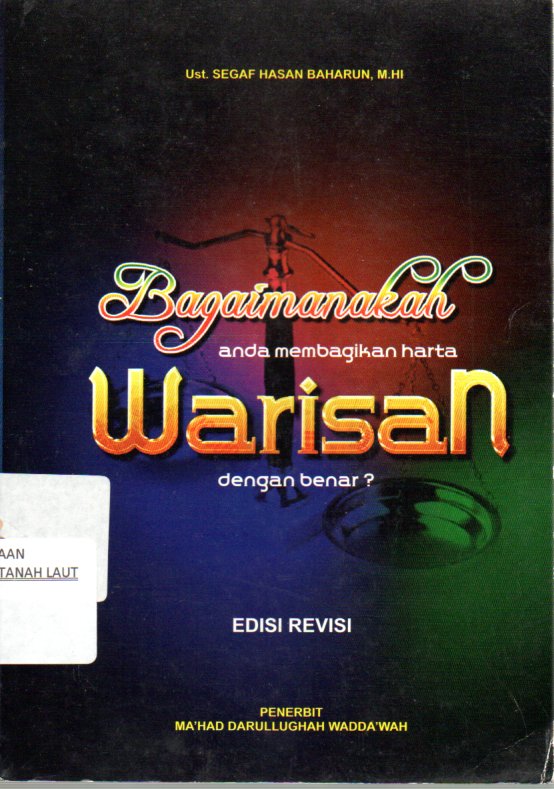 Ust. SEGAF HASAN BAHARUN, M.HI
Bagaimanakah
anda membagikan harta
Warisan
dengan benar ?
AAN
TANAH LAUT
EDISI REVISI
PENERBIT
MA'HAD DARULLUGHAH WADDA'WAH